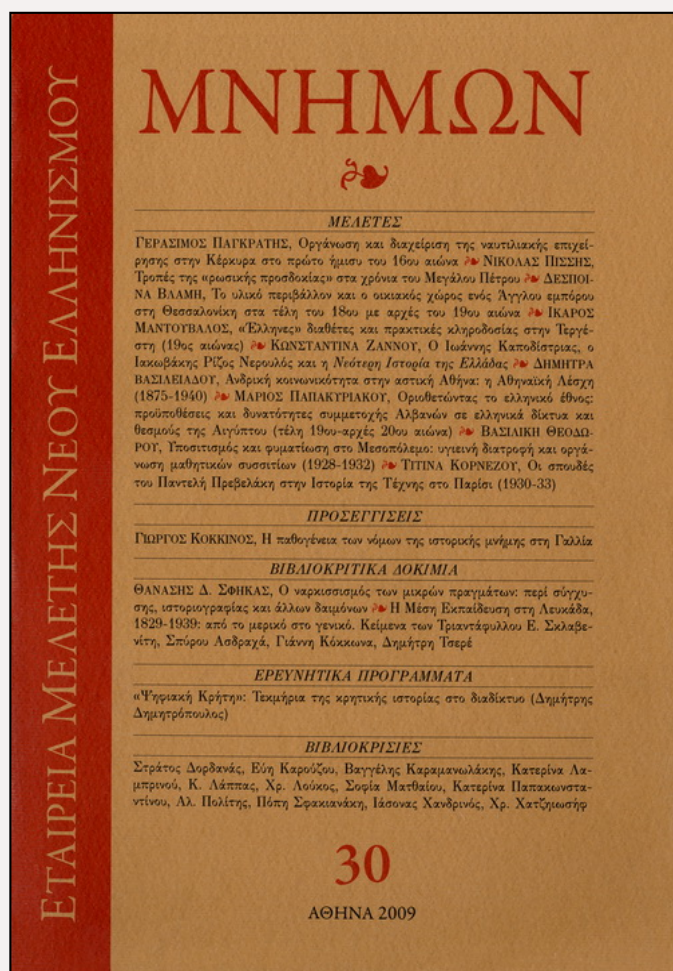 ΕΤΑΙΡΕΙΑ ΜΕΛΕΤΗΣ ΝΕΟΥ ΕΛΛΗΝΙΣΜΟΥ
ΜΝΗΜΩΝ
ΜΕΛΕΤΕΣ
ΓΕΡΑΣΙΜΟΣ ΠΑΓΚΡΑΤΗΣ, Οργάνωση και διαχείριση της ναυτιλιακής επιχεί-
ρησης στην Κέρκυρα στο πρώτο ήμισυ του 16ου αιώνα ❧ ΝΙΚΟΛΑΣ ΠΙΣΣΗΣ,
Τροπές της «ρωσικής προσδοκίας» στα χρόνια του Μεγάλου Πέτρου ❧ ΔΕΣΠΟΙ-
ΝΑ ΒΛΑΜΗ, Το υλικό περιβάλλον και ο οικιακός χώρος ενός Άγγλου εμπόρου
στη Θεσσαλονίκη στα τέλη του 18ου με αρχές του 19ου αιώνα ❧ ΙΚΑΡΟΣ
ΜΑΝΤΟΥΒΑΛΟΣ, «Έλληνες» διαθέτες και πρακτικές κληροδοσίας στην Τεργέ-
στη (19ος αιώνας) ❧ ΚΩΝΣΤΑΝΤΙΝΑ ΖΑΝΝΟΥ, Ο Ιωάννης Καποδίστριας, ο
Ιακωβάκης Ρίζος Νερουλός και η Νεότερη Ιστορία της Ελλάδας ❧ ΔΗΜΗΤΡΑ
ΒΑΣΙΛΕΙΑΔΟΥ, Ανδρική κοινωνικότητα στην αστική Αθήνα: η Αθηναϊκή Λέσχη
(1875-1940) ❧ ΜΑΡΙΟΣ ΠΑΠΑΚΥΡΙΑΚΟΥ, Οριοθετώντας το ελληνικό έθνος:
προϋποθέσεις και δυνατότητες συμμετοχής Αλβανών σε ελληνικά δίκτυα και
θεσμούς της Αιγύπτου (τέλη 19ου-αρχές 20ου αιώνα) ❧ ΒΑΣΙΛΙΚΗ ΘΕΟΔΩ-
ΡΟΥ, Υποσιτισμός και φυματίωση στο Μεσοπόλεμο: υγιεινή διατροφή και οργά-
νωση μαθητικών συσσιτίων (1928-1932) ❧ ΤΙΤΙΝΑ ΚΟΡΝΕΖΟΥ, Οι σπουδές
του Παντελή Πρεβελάκη στην Ιστορία της Τέχνης στο Παρίσι (1930-33)
ΠΡΟΣΕΓΓΙΣΕΙΣ
ΓΙΩΡΓΟΣ ΚΟΚΚΙΝΟΣ, Η παθογένεια των νόμων της ιστορικής μνήμης στη Γαλλία
ΒΙΒΛΙΟΚΡΙΤΙΚΑ ΔΟΚΙΜΙΑ
ΘΑΝΑΣΗΣ Δ. ΣΦΗΚΑΣ, Ο ναρκισσισμός των μικρών πραγμάτων: περί σύγχυ-
σης, ιστοριογραφίας και άλλων δαιμόνων ❧ Η Μέση Εκπαίδευση στη Λευκάδα,
1829-1939: από το μερικό στο γενικό. Κείμενα των Τριαντάφυλλου Ε. Σκλαβε-
νίτη, Σπύρου Ασδραχά, Γιάννη Κόκκωνα, Δημήτρη Τσερέ
ΕΡΕΥΝΗΤΙΚΑ ΠΡΟΓΡΑΜΜΑΤΑ
«Ψηφιακή Κρήτη»: Τεκμήρια της κρητικής ιστορίας στο διαδίκτυο (Δημήτρης
Δημητρόπουλος)
ΒΙΒΛΙΟΚΡΙΣΙΕΣ
Στράτος Δορδανάς, Εύη Καρούζου, Βαγγέλης Καραμανωλάκης, Κατερίνα Λα-
μπρινού, Κ. Λάππας, Χρ. Λούκος, Σοφία Ματθαίου, Κατερίνα Παπακωνστα-
ντίνου, Αλ. Πολίτης, Πόπη Σφακιανάκη, Ιάσονας Χανδρινός, Χρ. Χατζηιωσήφ
30
ΑΘΗΝΑ 2009